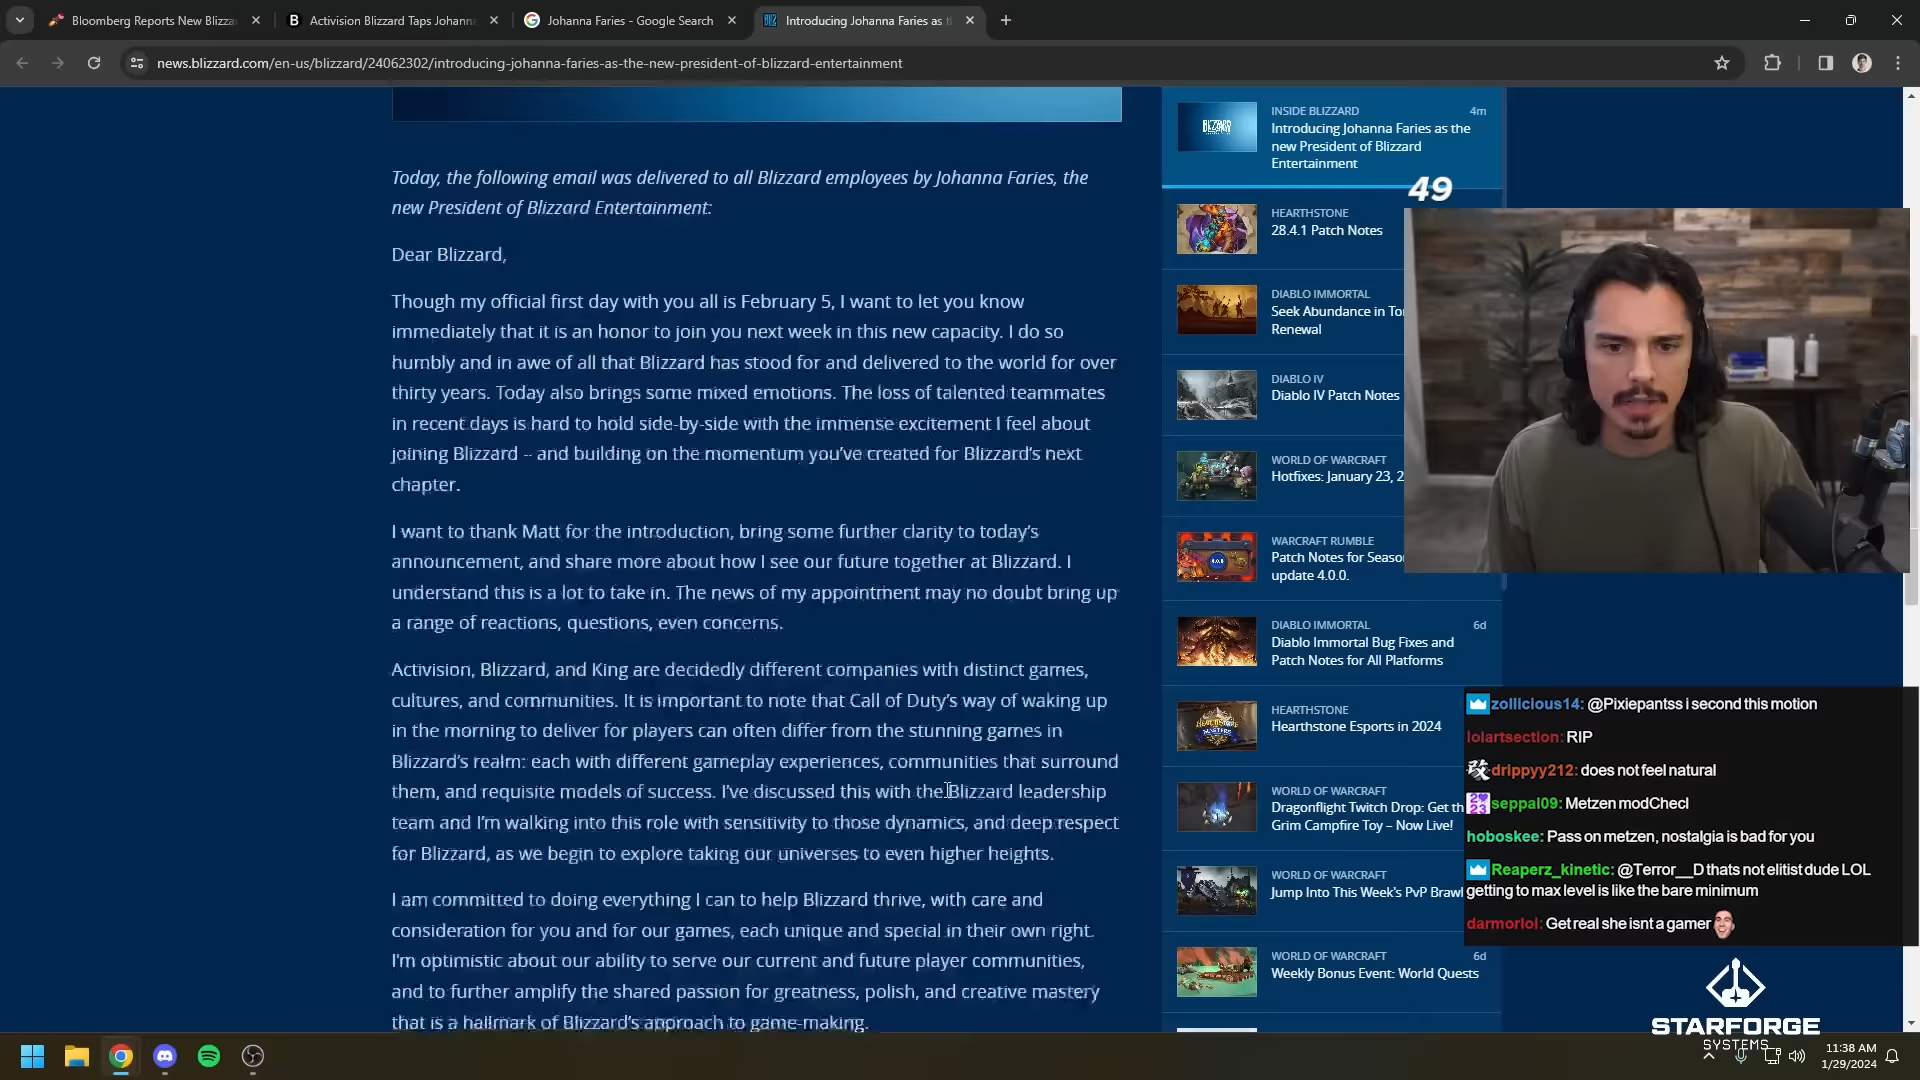 Bloomberg Reports New Blizza
Activision Blizzard Taps Johanna
Johanna Faries - Google Search
Introducing Johanna Faries as t
news.blizzard.com/en-us/blizzard/24062302/introducing-johanna-faries-as-the-new-president-of-blizzard-entertainment
Today, the following email was delivered to all Blizzard employees by Johanna Faries, the
new President of Blizzard Entertainment:
Dear Blizzard,
Though my official first day with you all is February 5, I want to let you know
immediately that it is an honor to join you next week in this new capacity. I do so
humbly and in awe of all that Blizzard has stood for and delivered to the world for over
thirty years. Today also brings some mixed emotions. The loss of talented teammates
in recent days is hard to hold side-by-side with the immense excitement I feel about
joining Blizzard – and building on the momentum you've created for Blizzard's next
chapter.
I want to thank Matt for the introduction, bring some further clarity to today's
announcement, and share more about how I see our future together at Blizzard. I
understand this is a lot to take in. The news of my appointment may no doubt bring up
a range of reactions, questions, even concerns.
Activision, Blizzard, and King are decidedly different companies with distinct games,
cultures, and communities. It is important to note that Call of Duty's way of waking up
in the morning to deliver for players can often differ from the stunning games in
Blizzard's realm: each with different gameplay experiences, communities that surround
them, and requisite models of success. I've discussed this with the Blizzard leadership
team and I'm walking into this role with sensitivity to those dynamics, and deep respect
for Blizzard, as we begin to explore taking our universes to even higher heights.
I am committed to doing everything I can to help Blizzard thrive, with care and
consideration for you and for our games, each unique and special in their own right.
I'm optimistic about our ability to serve our current and future player communities,
and to further amplify the shared passion for greatness, polish, and creative mastery
that is a hallmark of Blizzard's approach to game-making.
BLIZZARD
INSIDE BLIZZARD 4m
Introducing Johanna Faries as the
new President of Blizzard
Entertainment
HEARTHSTONE
28.4.1 Patch Notes
DIABLO IMMORTAL
Seek Abundance in To
Renewal
DIABLO IV
Diablo IV Patch Notes
WORLD OF WARCRAFT
Hotfixes: January 23, 2
WARCRAFT RUMBLE
Patch Notes for Seaso
update 4.0.0.
DIABLO IMMORTAL 6d
Diablo Immortal Bug Fixes and
Patch Notes for All Platforms
HEARTHSTONE
Hearthstone Esports in 2024
WORLD OF WARCRAFT
Dragonflight Twitch Drop: Get th
Grim Campfire Toy – Now Live!
WORLD OF WARCRAFT
Jump Into This Week's PvP Brawl
WORLD OF WARCRAFT 6d
Weekly Bonus Event: World Quests
49
zollicious14: @Pixiepantss i second this motion
lolartsection: RIP
drippyy212: does not feel natural
seppal09: Metzen modChecl
hoboskee: Pass on metzen, nostalgia is bad for you
Reaperz_kinetic: @Terror__D thats not elitist dude LOL
getting to max level is like the bare minimum
darmorlol: Get real she isnt a gamer
STARFORGE
SYSTEMS
11:38 AM
1/29/2024